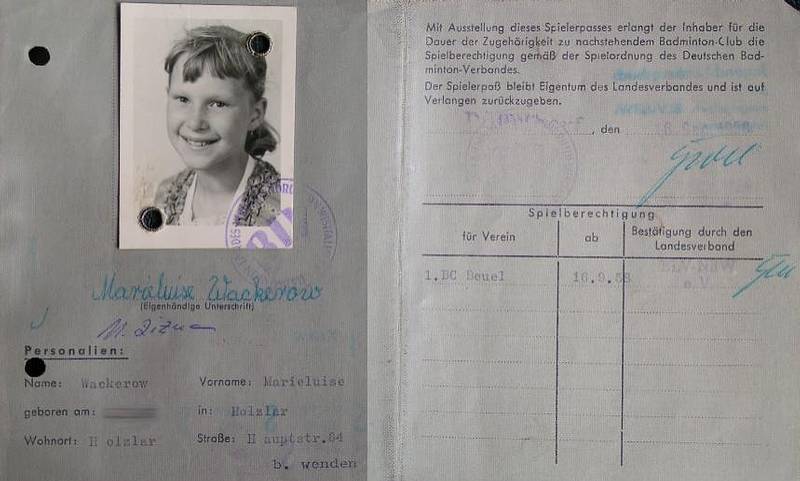 Marieluise Wackerow
(Eigenhändige Unterschrift)
Personalien:
Name: Wackerow Vorname: Marieluise
geboren am: in: Holzlar
Wohnort: H olzlar Straße: H auptstr.64
b. wenden
Mit Ausstellung dieses Spielerpasses erlangt der Inhaber für die
Dauer der Zugehörigkeit zu nachstehendem Badminton-Club die
Spielberechtigung gemäß der Spielordnung des Deutschen Bad-
minton-Verbandes.
Der Spielerpaß bleibt Eigentum des Landesverbandes und ist auf
Verlangen zurückzugeben.
, den
Spielberechtigung
für Verein ab Bestätigung durch den
Landesverband
1.BC Beuel 16.9.58